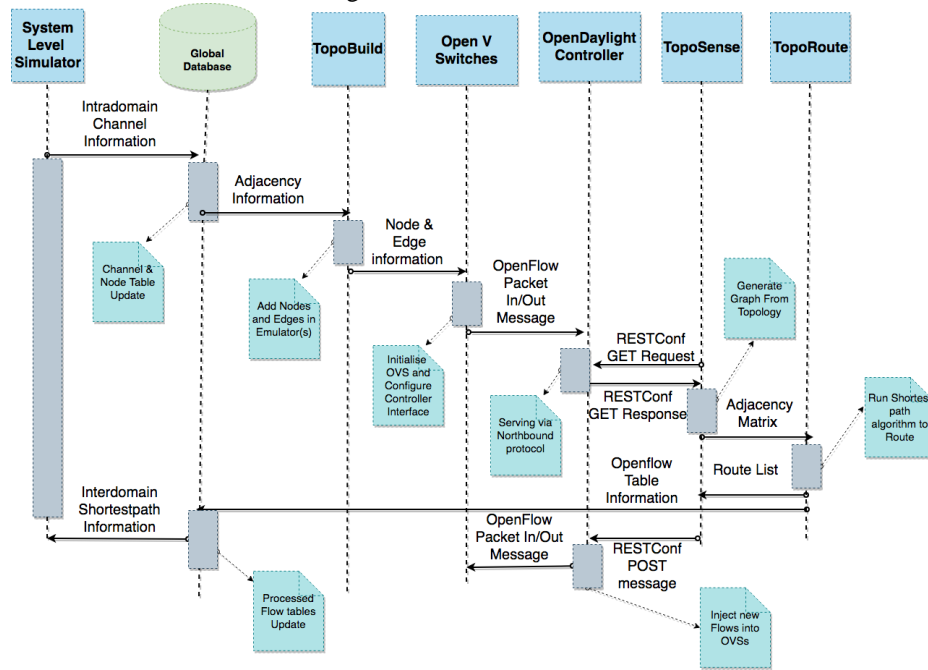 System
Level
Simulator
Global
Database
TopoBuild
Open V
Switches
OpenDaylight
Controller
TopoSense
TopoRoute
Intradomain
Channel
Information
Adjacency
Information
Node &
Edge
information
OpenFlow
Packet
In/Out
Message
Channel &
Node Table
Update
Add Nodes
and Edges in
Emulator(s)
Initialise
OVS and
Configure
Controller
Interface
RESTConf
GET Request
RESTConf
GET Response
Serving via
Northbound
protocol
Generate
Graph From
Topology
Adjacency
Matrix
Run Shortes
path
algorithm to
Route
Route List
Openflow
Table
Information
Interdomain
Shortestpath
Information
OpenFlow
Packet In/Out
Message
RESTConf
POST
message
Processed
Flow tables
Update
Inject new
Flows into
OVSs